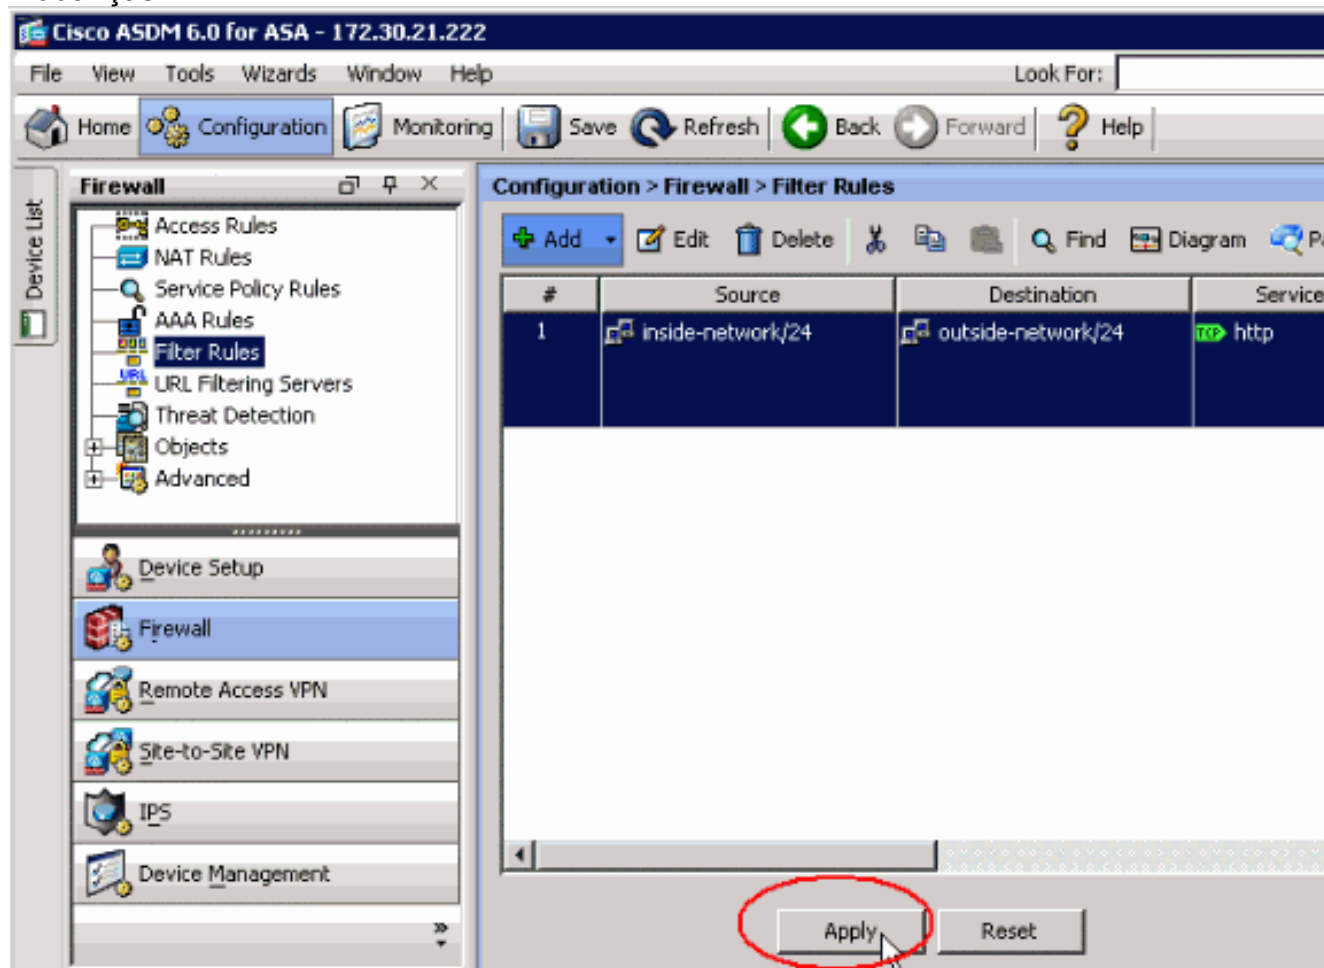 Cisco ASDM 6.0 for ASA - 172.30.21.222
File View Tools Wizards Window Help Look For:
Home Configuration Monitoring Save Refresh Back Forward Help
Device List
Firewall
Access Rules
NAT Rules
Service Policy Rules
AAA Rules
Filter Rules
URL Filtering Servers
Threat Detection
Objects
Advanced
Device Setup
Firewall
Remote Access VPN
Site-to-Site VPN
IPS
Device Management
Configuration > Firewall > Filter Rules
Add Edit Delete Find Diagram
# Source Destination Service
1 inside-network/24 outside-network/24 TCP http
Apply Reset